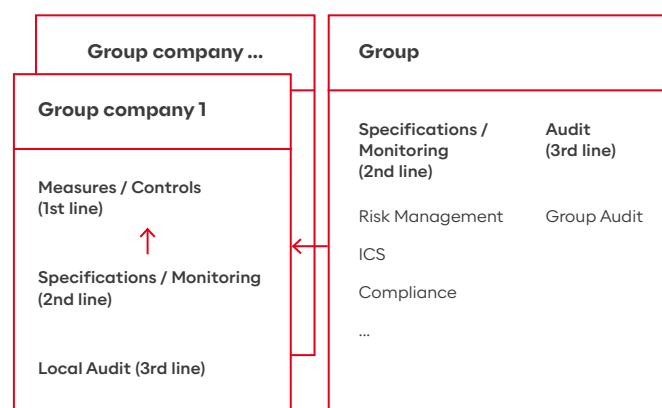 Group company ...
Group company 1
Measures / Controls
(1st line)
Specifications / Monitoring
(2nd line)
Local Audit (3rd line)
Group
Specifications /
Monitoring
(2nd line)
Risk Management
ICS
Compliance
...
Audit
(3rd line)
Group Audit